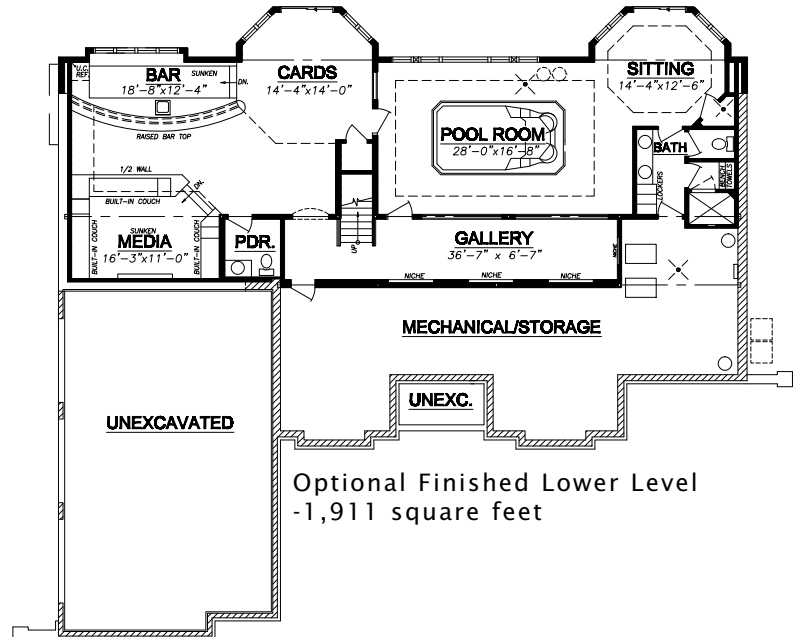 U.C.
REF.
BAR
SUNKEN
18'-8"x12'-4"
DN.
CARDS
14'-4"x14'-0"
SITTING
14'-4"x12'-6"
RAISED BAR TOP
POOL ROOM
28'-0"x16'-8"
BATH
LOCKERS
BENCH
TOWELS
1/2 WALL
DN.
BUILT-IN COUCH
BUILT-IN COUCH
SUNKEN
MEDIA
16'-3"x11'-0"
BUILT-IN COUCH
PDR.
UP
GALLERY
36'-7" x 6'-7"
NICHE
NICHE
NICHE
NICHE
MECHANICAL/STORAGE
UNEXC.
UNEXCAVATED
Optional Finished Lower Level
-1,911 square feet